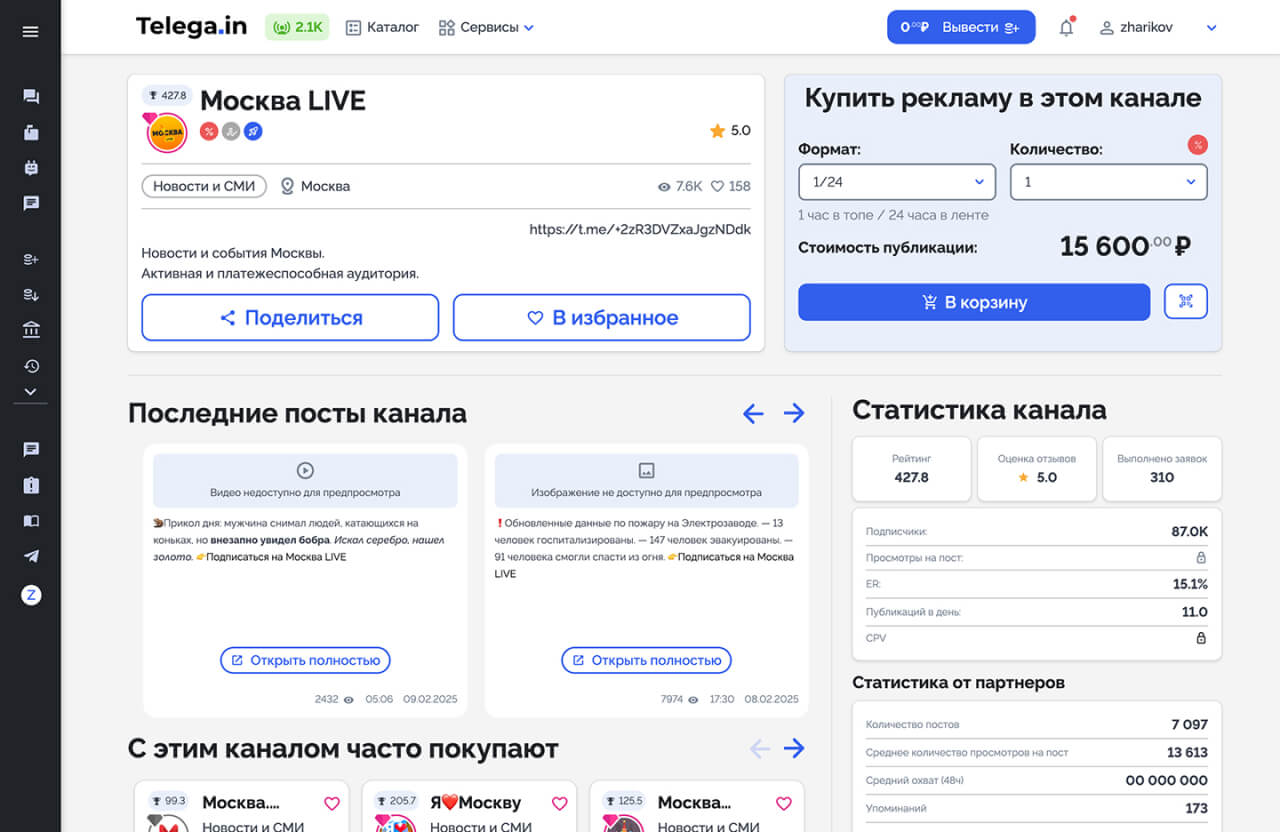 Telega.in
2.1K
Каталог
Сервисы
0⁰⁰₽ Вывести
zharikov
427.8
Москва LIVE
МОСКВА
5.0
Новости и СМИ
Москва
7.6K
158
https://t.me/+2zR3DVZxaJgzNDdk
Новости и события Москвы.
Активная и платежеспособная аудитория.
Поделиться
В избранное
Купить рекламу в этом канале
Формат:
Количество:
%
1/24
1
1 час в топе / 24 часа в ленте
Стоимость публикации:
15 600.00 ₽
В корзину
Последние посты канала
Видео недоступно для предпросмотра
🦫Прикол дня: мужчина снимал людей, катающихся на
коньках, но внезапно увидел бобра. Искал серебро, нашел
золото. 👉Подписаться на Москва LIVE
Открыть полностью
2432 05:06 09.02.2025
Изображение не доступно для предпросмотра
❗Обновленные данные по пожару на Электрозаводе. — 13
человек госпитализированы. — 147 человек эвакуированы. —
91 человека смогли спасти из огня. 👉Подписаться на Москва
LIVE
Открыть полностью
7974 17:30 08.02.2025
С этим каналом часто покупают
99.3
Москва....
Новости и СМИ
205.7
Я❤️Москву
Новости и СМИ
125.5
Москва...
Новости и СМИ
Статистика канала
Рейтинг
427.8
Оценка отзывов
5.0
Выполнено заявок
310
Подписчики: 87.0K
Просмотры на пост:
ER: 15.1%
Публикаций в день: 11.0
CPV
Статистика от партнеров
Количество постов 7 097
Среднее количество просмотров на пост 13 613
Средний охват (48ч) 00 000 000
Упоминаний 173
Z